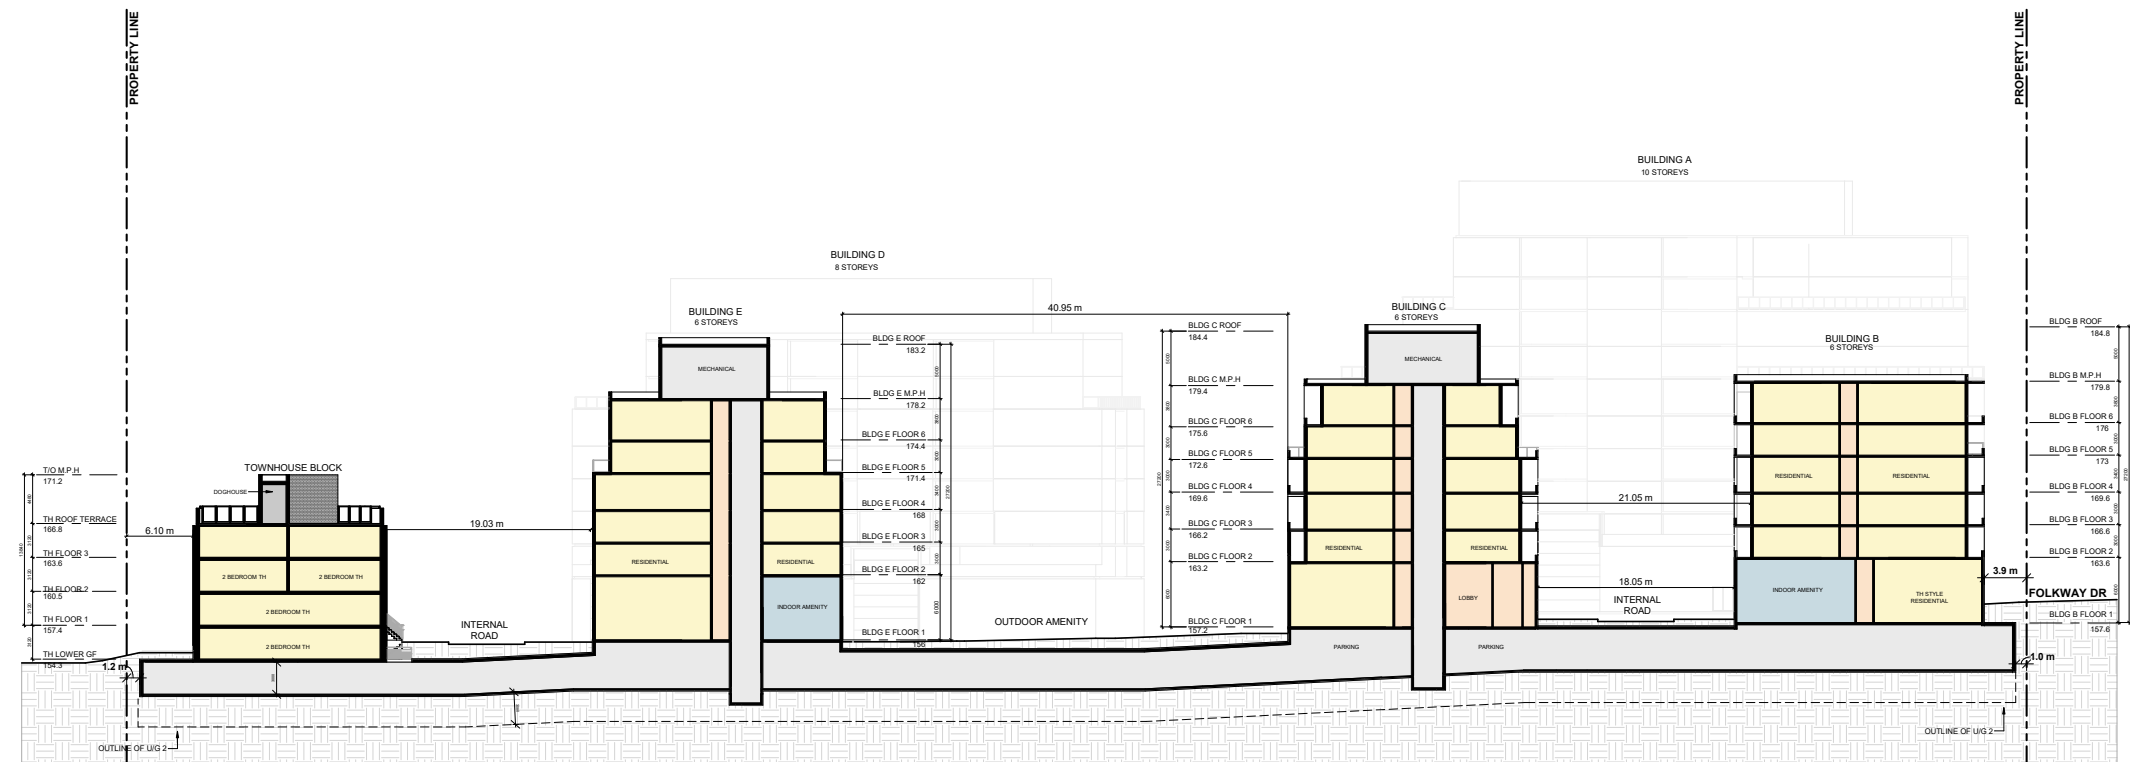 PROPERTY LINE
PROPERTY LINE
BUILDING A
10 STOREYS
BUILDING D
8 STOREYS
BUILDING E
6 STOREYS
40.95 m
BUILDING C
6 STOREYS
BUILDING B
6 STOREYS
T/O M.P.H
171.2
TH ROOF TERRACE
166.8
TH FLOOR 3
163.6
TH FLOOR 2
160.5
TH FLOOR 1
157.4
TH LOWER GF
154.3
6.10 m
1.2 m
TOWNHOUSE BLOCK
DOGHOUSE
2 BEDROOM TH
2 BEDROOM TH
2 BEDROOM TH
2 BEDROOM TH
19.03 m
INTERNAL
ROAD
MECHANICAL
RESIDENTIAL
RESIDENTIAL
INDOOR AMENITY
BLDG E ROOF
183.2
BLDG E M.P.H
178.2
BLDG E FLOOR 6
174.4
BLDG E FLOOR 5
171.4
BLDG E FLOOR 4
168
BLDG E FLOOR 3
165
BLDG E FLOOR 2
162
BLDG E FLOOR 1
156
27200
OUTDOOR AMENITY
BLDG C ROOF
184.4
BLDG C M.P.H
179.4
BLDG C FLOOR 6
175.6
BLDG C FLOOR 5
172.6
BLDG C FLOOR 4
169.6
BLDG C FLOOR 3
166.2
BLDG C FLOOR 2
163.2
BLDG C FLOOR 1
157.2
27200
MECHANICAL
RESIDENTIAL
RESIDENTIAL
LOBBY
PARKING
PARKING
21.05 m
18.05 m
INTERNAL
ROAD
RESIDENTIAL
RESIDENTIAL
INDOOR AMENITY
TH STYLE
RESIDENTIAL
BLDG B ROOF
184.8
BLDG B M.P.H
179.8
BLDG B FLOOR 6
176
BLDG B FLOOR 5
173
BLDG B FLOOR 4
169.6
BLDG B FLOOR 3
166.6
BLDG B FLOOR 2
163.6
3.9 m
FOLKWAY DR
BLDG B FLOOR 1
157.6
27200
1.0 m
OUTLINE OF U/G 2
OUTLINE OF U/G 2